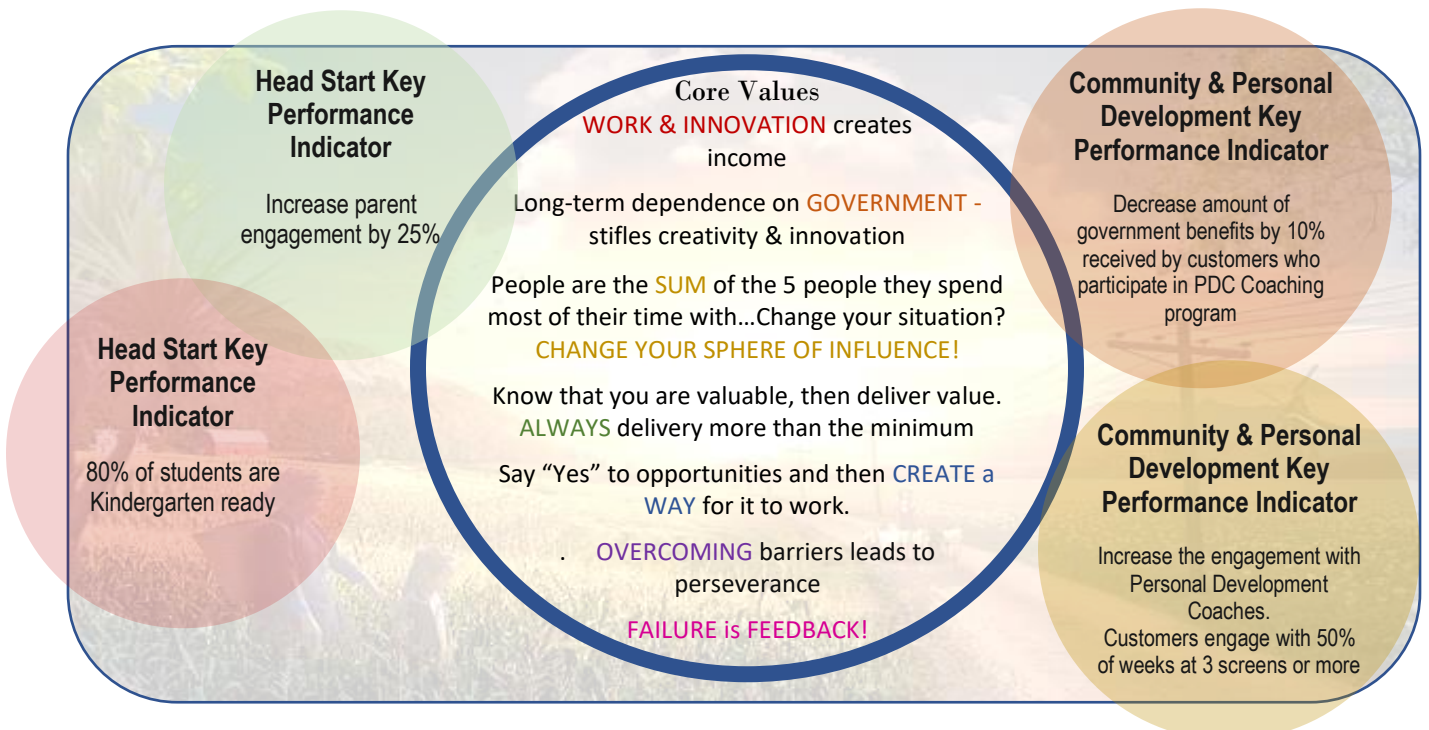 Head Start Key
Performance
Indicator
Increase parent
engagement by 25%
Head Start Key
Performance
Indicator
80% of students are
Kindergarten ready
Core Values
WORK & INNOVATION creates
income
Long-term dependence on GOVERNMENT -
stifles creativity & innovation
People are the SUM of the 5 people they spend
most of their time with...Change your situation?
CHANGE YOUR SPHERE OF INFLUENCE!
Know that you are valuable, then deliver value.
ALWAYS delivery more than the minimum
Say “Yes” to opportunities and then CREATE a
WAY for it to work.
. OVERCOMING barriers leads to
perseverance
FAILURE is FEEDBACK!
Community & Personal
Development Key
Performance Indicator
Decrease amount of
government benefits by 10%
received by customers who
participate in PDC Coaching
program
Community & Personal
Development Key
Performance Indicator
Increase the engagement with
Personal Development
Coaches.
Customers engage with 50%
of weeks at 3 screens or more